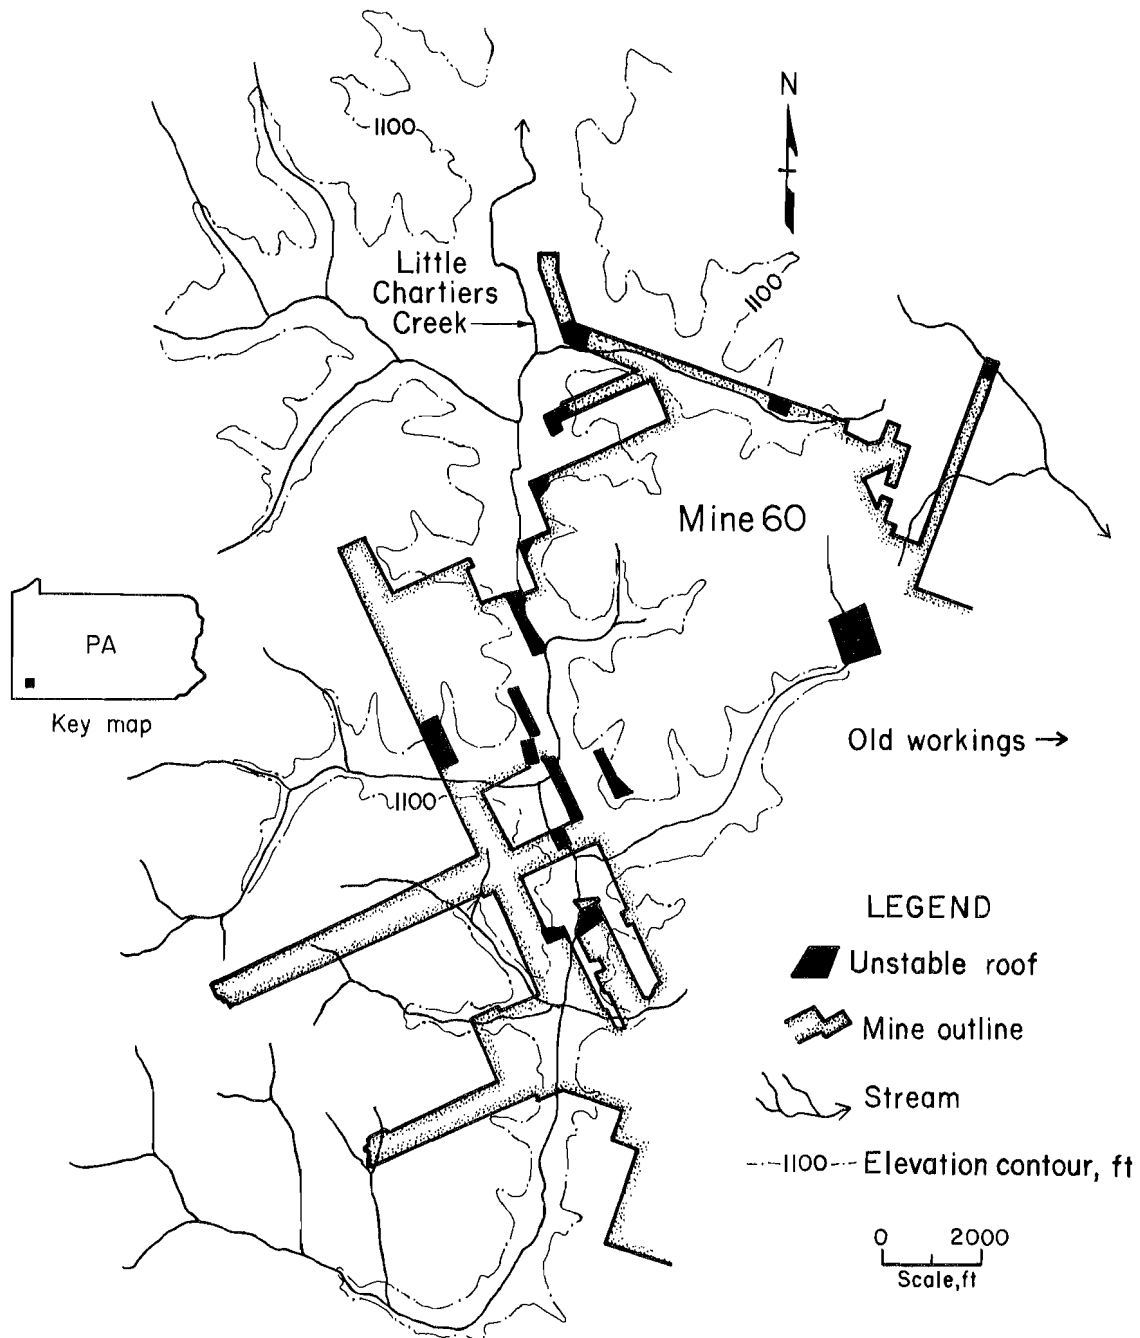 1100
N
Little
Chartiers
Creek
1100
Mine 60
PA
Key map
Old workings
1100
LEGEND
Unstable roof
Mine outline
Stream
1100 Elevation contour, ft
0 2000
Scale, ft